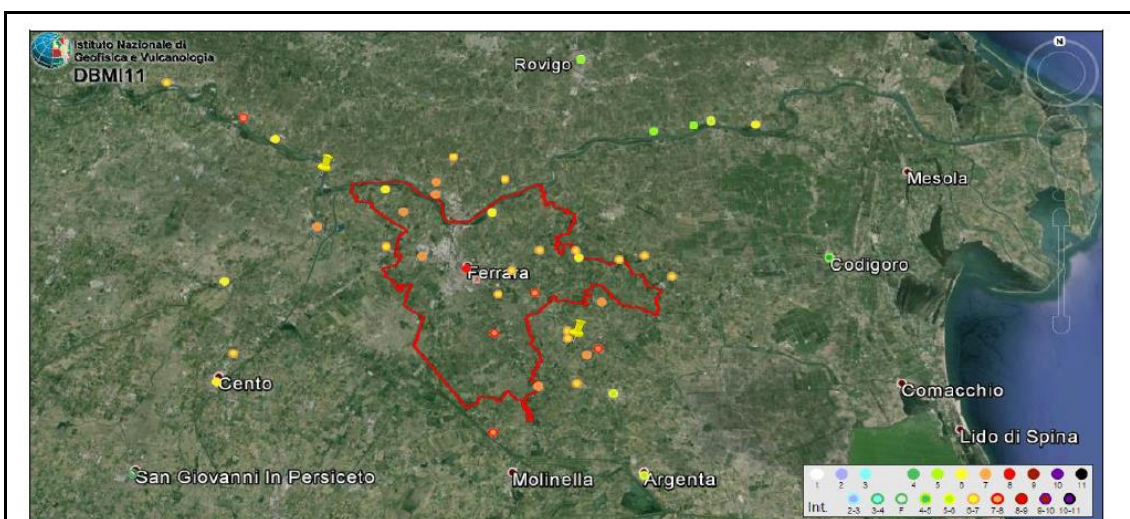 Istituto Nazionale di
Geofisica e Vulcanologia
DBMI11
N
Rovigo
Mesola
Codigoro
Ferrara
Cento
Comacchio
Lido di Spina
San Giovanni In Persiceto
Molinella
Argenta
1 2 3 4 5 6 7 8 9 10 11
Int. 2-3 3-4 F 4-5 5-6 6-7 7-8 8-9 9-10 10-11